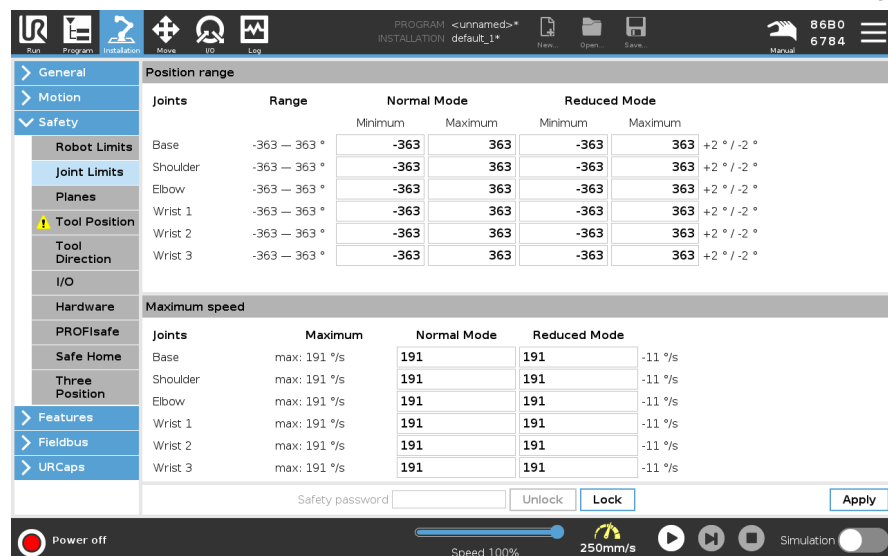 PROGRAM <unnamed>*
INSTALLATION default_1*
Run Program Installation Move I/O Log New... Open... Save... Manual
86B0
6784
General
Motion
Safety
Robot Limits
Joint Limits
Planes
Tool Position
Tool
Direction
I/O
Hardware
PROFIsafe
Safe Home
Three
Position
Features
Fieldbus
URCaps
Position range
Joints Range Normal Mode Reduced Mode
Minimum Maximum Minimum Maximum
Base -363 — 363 ° -363 363 -363 363 +2 ° / -2 °
Shoulder -363 — 363 ° -363 363 -363 363 +2 ° / -2 °
Elbow -363 — 363 ° -363 363 -363 363 +2 ° / -2 °
Wrist 1 -363 — 363 ° -363 363 -363 363 +2 ° / -2 °
Wrist 2 -363 — 363 ° -363 363 -363 363 +2 ° / -2 °
Wrist 3 -363 — 363 ° -363 363 -363 363 +2 ° / -2 °
Maximum speed
Joints Maximum Normal Mode Reduced Mode
Base max: 191 °/s 191 191 -11 °/s
Shoulder max: 191 °/s 191 191 -11 °/s
Elbow max: 191 °/s 191 191 -11 °/s
Wrist 1 max: 191 °/s 191 191 -11 °/s
Wrist 2 max: 191 °/s 191 191 -11 °/s
Wrist 3 max: 191 °/s 191 191 -11 °/s
Safety password Unlock Lock Apply
Power off Speed 100% 250mm/s Simulation